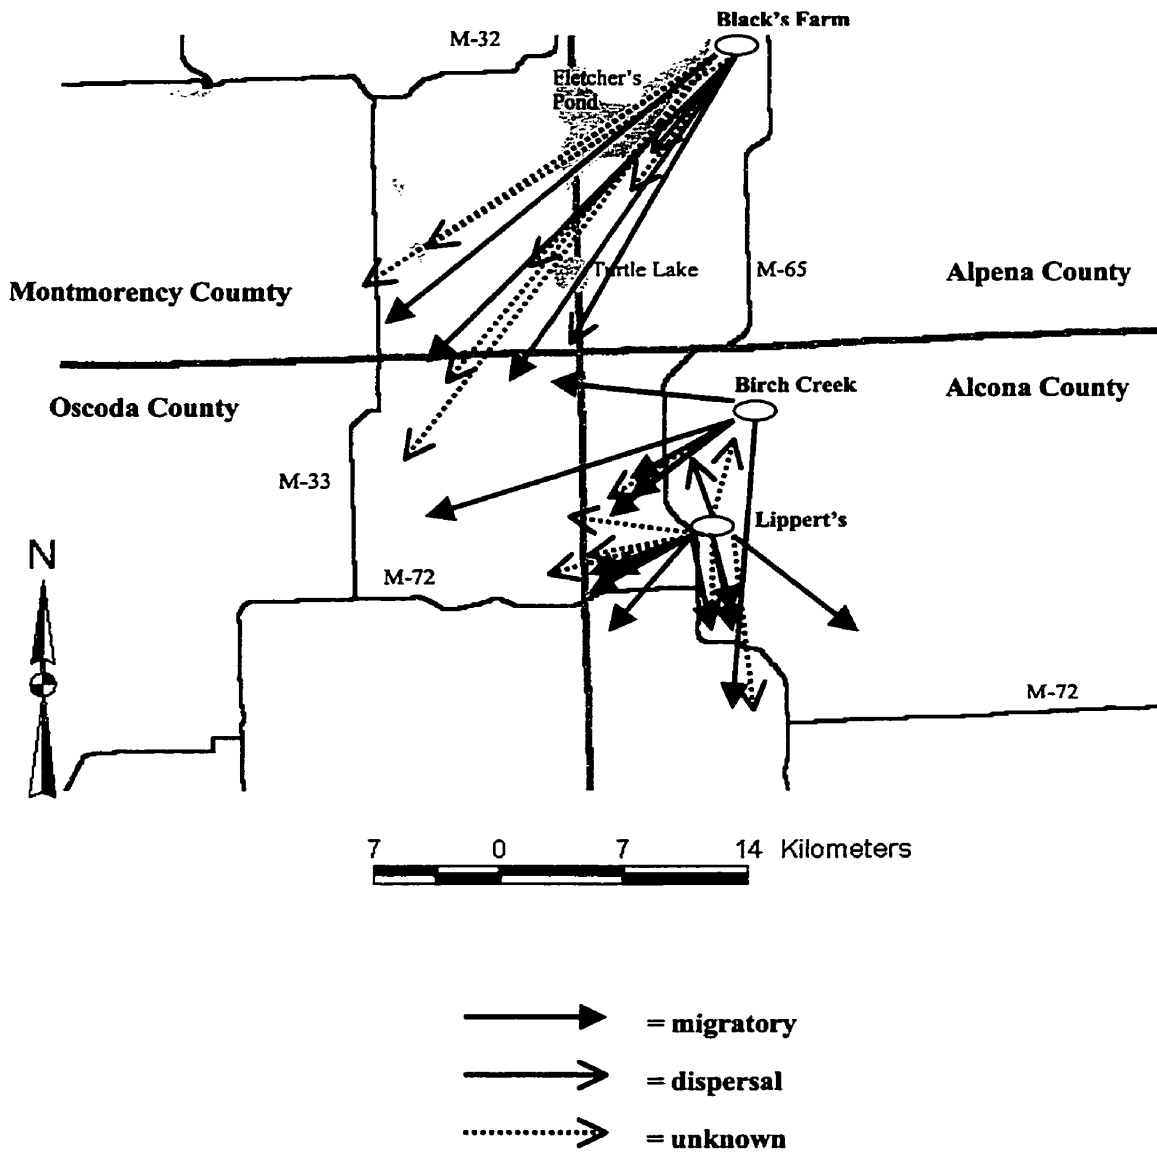 Black's Farm
M-32
Fletcher's
Pond
Turtle Lake
M-65
Alpena County
Montmorency Coumty
Birch Creek
Alcona County
Oscoda County
M-33
Lippert's
N
M-72
M-72
7 0 7 14 Kilometers
= migratory
= dispersal
= unknown